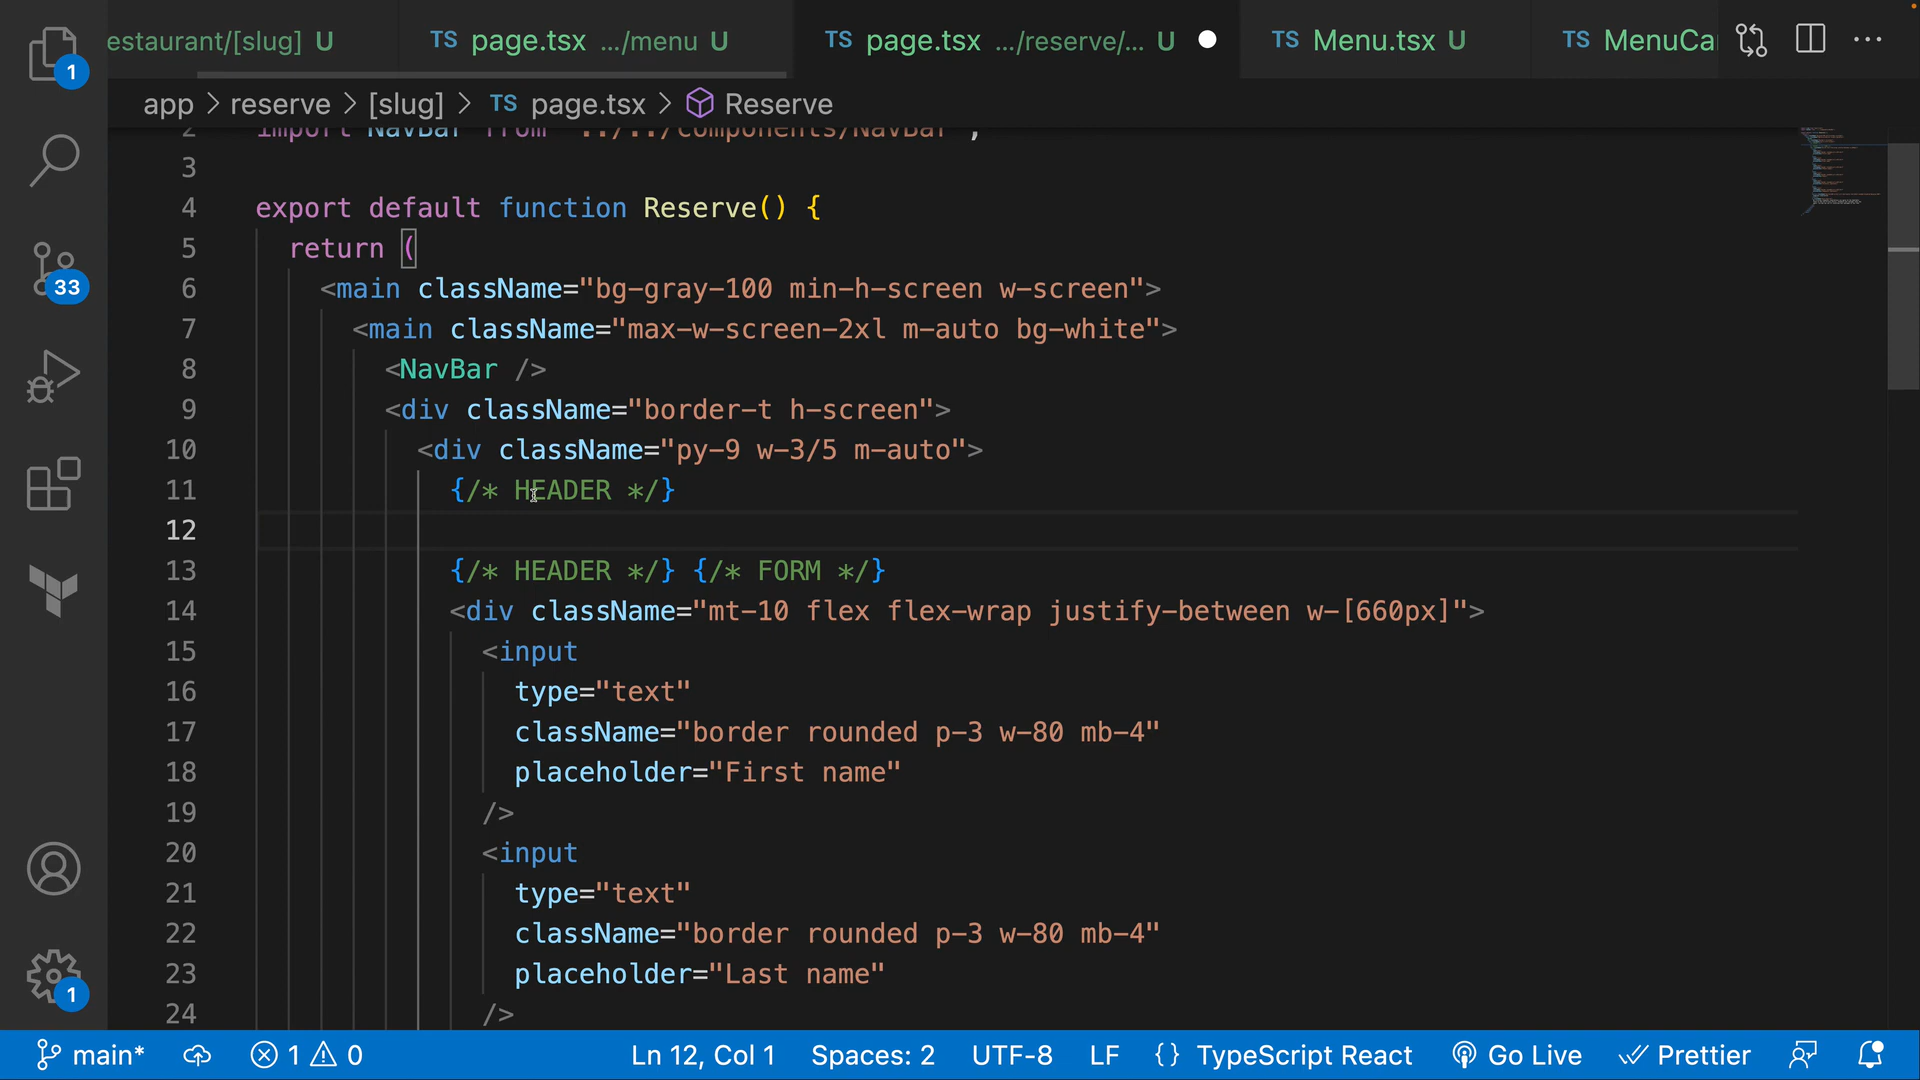 estaurant/[slug] U
TS page.tsx .../menu U
TS page.tsx .../reserve/... U
TS Menu.tsx U
TS MenuCa
app > reserve > [slug] > TS page.tsx > Reserve
2 import NavBar from "../../components/NavBar";
3
4 export default function Reserve() {
5 return (
6 <main className="bg-gray-100 min-h-screen w-screen">
7 <main className="max-w-screen-2xl m-auto bg-white">
8 <NavBar />
9 <div className="border-t h-screen">
10 <div className="py-9 w-3/5 m-auto">
11 {/* HEADER */}
12
13 {/* HEADER */} {/* FORM */}
14 <div className="mt-10 flex flex-wrap justify-between w-[660px]">
15 <input
16 type="text"
17 className="border rounded p-3 w-80 mb-4"
18 placeholder="First name"
19 />
20 <input
21 type="text"
22 className="border rounded p-3 w-80 mb-4"
23 placeholder="Last name"
24 />
1
33
1
main* 1 0 Ln 12, Col 1 Spaces: 2 UTF-8 LF {} TypeScript React Go Live Prettier